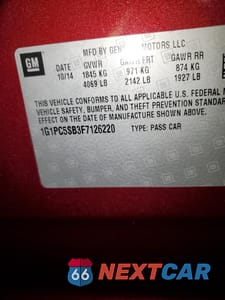 GM
MFD BY GEN MOTORS LLC
DATE GVWR GAWR FRT GAWR RR
10/14 1845 KG 971 KG 874 KG
4069 LB 2142 LB 1927 LB
THIS VEHICLE CONFORMS TO ALL APPLICABLE U.S. FEDERAL
VEHICLE SAFETY, BUMPER, AND THEFT PREVENTION
EFFECT ON THE DATE OF MANUFACTURE SHOWN ABOVE
1G1PC5SB3F7126220 TYPE: PASS CAR
66 NEXTCAR